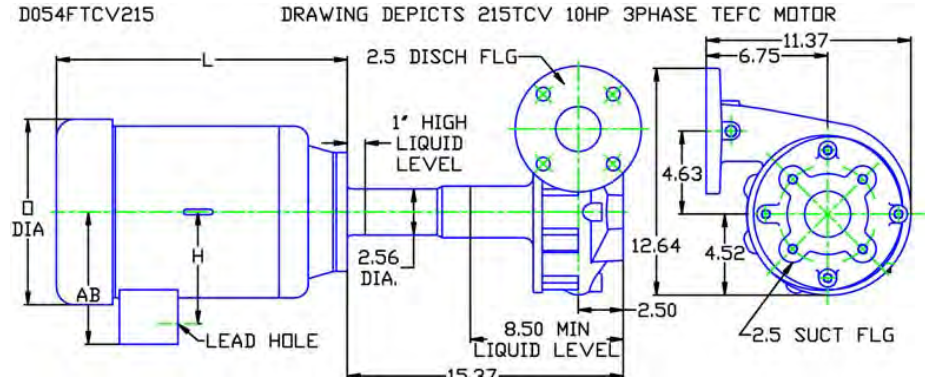 D054FTCV215
DRAWING DEPICTS 215TCV 10HP 3PHASE TEFC MOTOR
L
2.5 DISCH FLG
11.37
6.75
1" HIGH
LIQUID
LEVEL
4.63
O
DIA
H
AB
2.56
DIA.
12.64
4.52
2.50
LEAD HOLE
8.50 MIN
LIQUID LEVEL
2.5 SUCT FLG
15.37